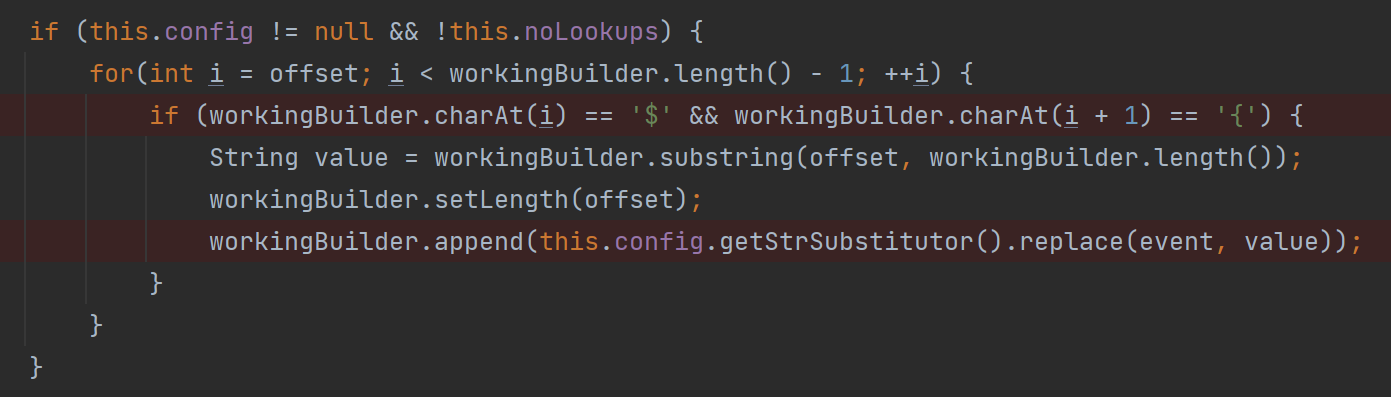 if (this.config != null && !this.noLookups) {
for(int i = offset; i < workingBuilder.length() - 1; ++i) {
if (workingBuilder.charAt(i) == '$' && workingBuilder.charAt(i + 1) == '{') {
String value = workingBuilder.substring(offset, workingBuilder.length());
workingBuilder.setLength(offset);
workingBuilder.append(this.config.getStrSubstitutor().replace(event, value));
}
}
}